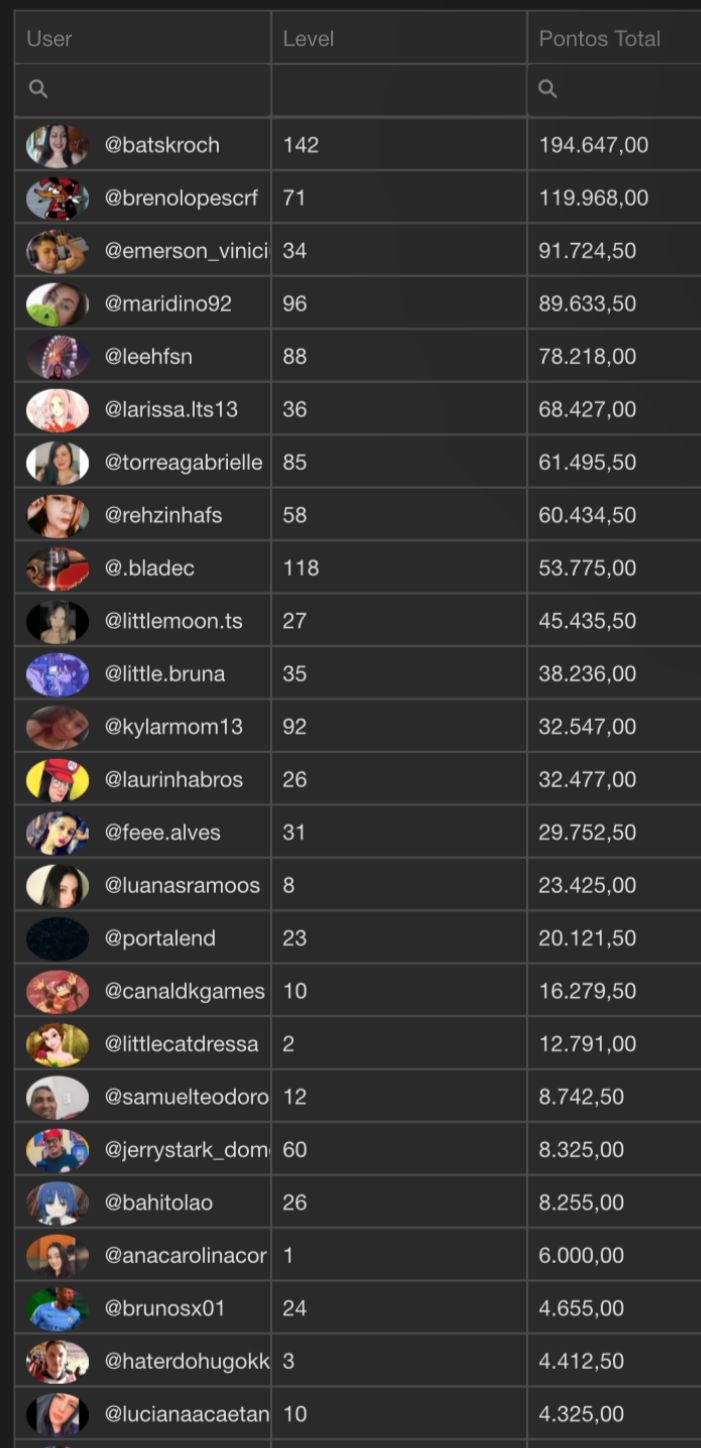 User Level Pontos Total
@batskroch 142 194.647,00
@brenolopescrf 71 119.968,00
@emerson_vinici 34 91.724,50
@maridino92 96 89.633,50
@leehfsn 88 78.218,00
@larissa.lts13 36 68.427,00
@torreagabrielle 85 61.495,50
@rehzinhafs 58 60.434,50
@.bladec 118 53.775,00
@littlemoon.ts 27 45.435,50
@little.bruna 35 38.236,00
@kylarmom13 92 32.547,00
@laurinhabros 26 32.477,00
@feee.alves 31 29.752,50
@luanasramoos 8 23.425,00
@portalend 23 20.121,50
@canaldkgames 10 16.279,50
@littlecatdressa 2 12.791,00
@samuelteodoro 12 8.742,50
@jerrystark_dom 60 8.325,00
@bahitolao 26 8.255,00
@anacarolinacor 1 6.000,00
@brunosx01 24 4.655,00
@haterdohugokk 3 4.412,50
@lucianaacaetan 10 4.325,00